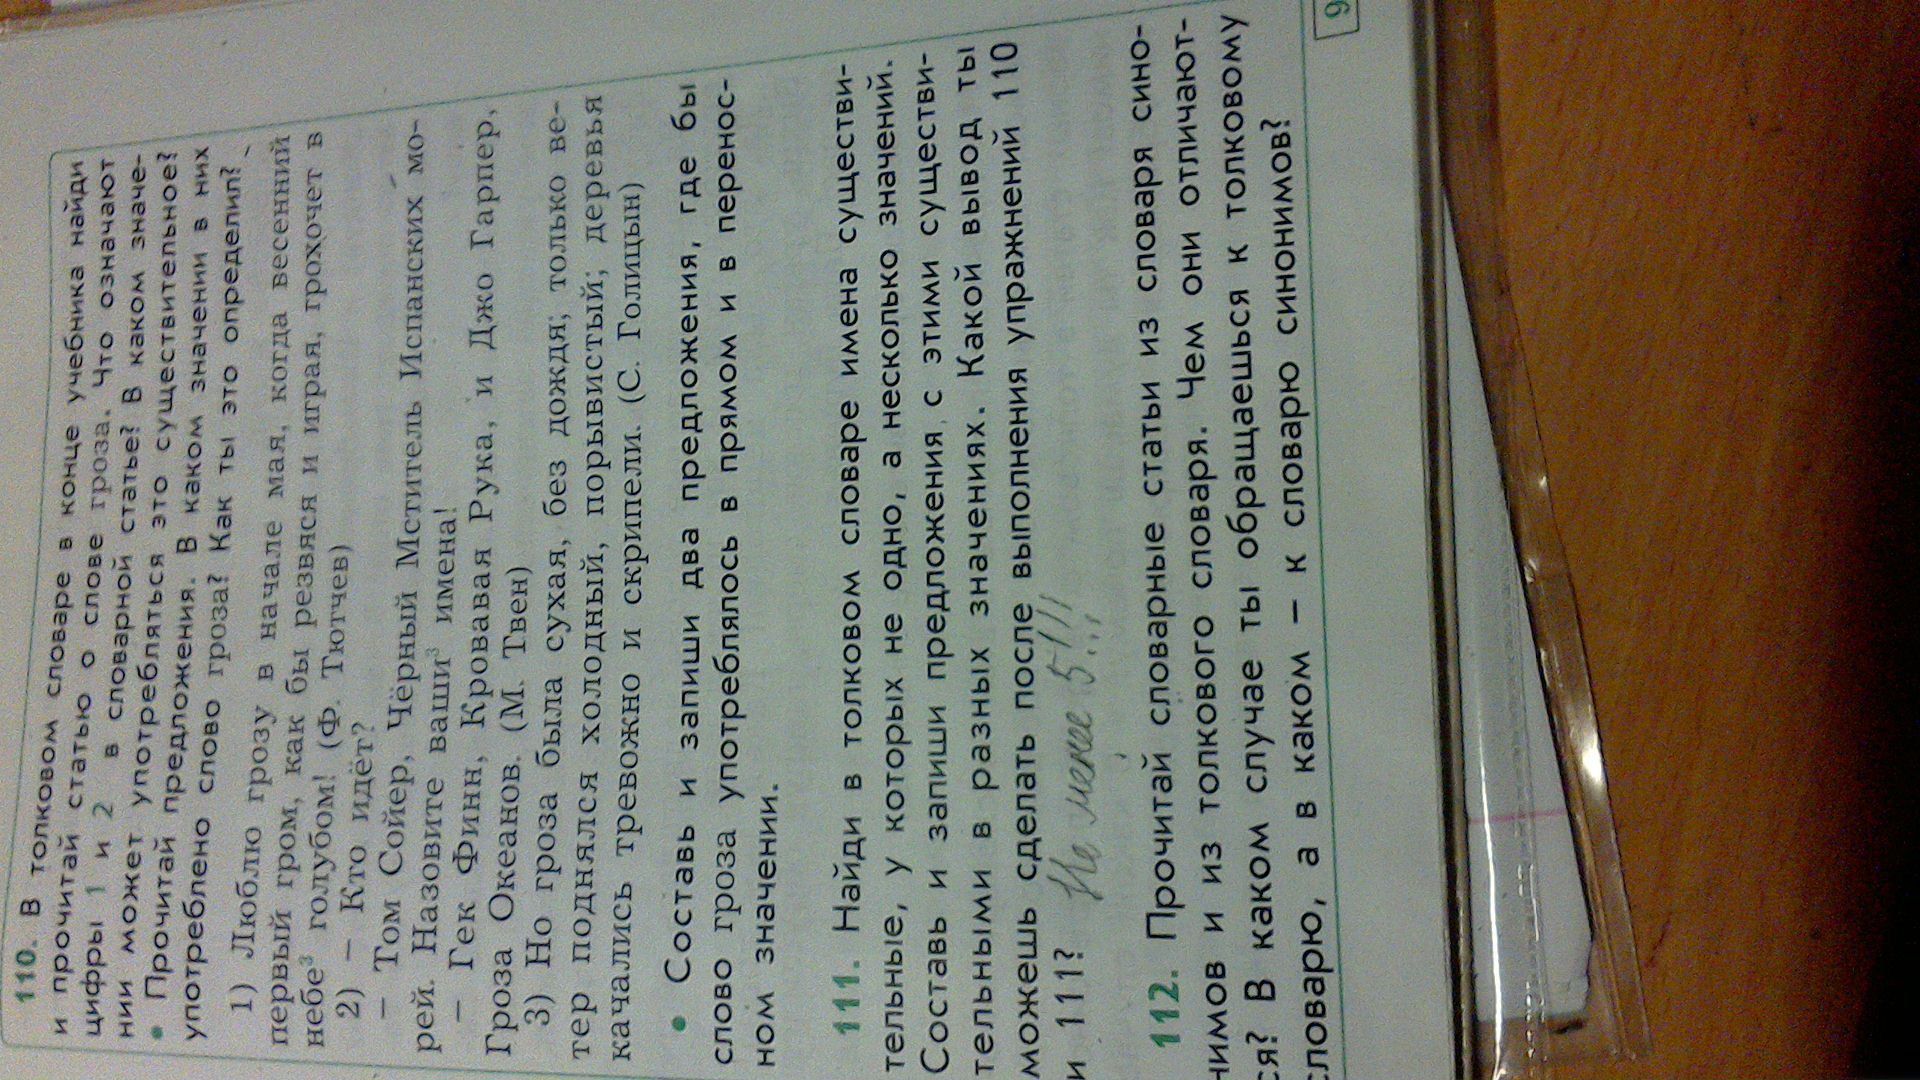 110. В толковом словаре в конце учебника найди
и прочитай статью о слове гроза. Что означают
цифры 1 и 2 в словарной статье? В каком значе-
нии может употребляться это существительное?
• Прочитай предложения. В каком значении в них
употреблено слово гроза? Как ты это определил?
1) Люблю грозу в начале мая, когда весенний
первый гром, как бы резвяся и играя, грохочет в
небе³ голубом! (Ф. Тютчев)
2) – Кто идёт?
– Том Сойер, Чёрный Мститель Испанских мо-
рей. Назовите ваши³ имена!
– Гек Финн, Кровавая Рука, и Джо Гарпер,
Гроза Океанов. (М. Твен)
3) Но гроза была сухая, без дождя; только ве-
тер поднялся холодный, порывистый; деревья
качались тревожно и скрипели. (С. Голицын)
• Составь и запиши два предложения, где бы
слово гроза употреблялось в прямом и в перенос-
ном значении.
111. Найди в толковом словаре имена существи-
тельные, у которых не одно, а несколько значений.
Составь и запиши предложения с этими существи-
тельными в разных значениях. Какой вывод ты
можешь сделать после выполнения упражнений 110
и 111? Не менее 5!!!
112. Прочитай словарные статьи из словаря сино-
нимов и из толкового словаря. Чем они отличают-
ся? В каком случае ты обращаешься к толковому
словарю, а в каком – к словарю синонимов?
9